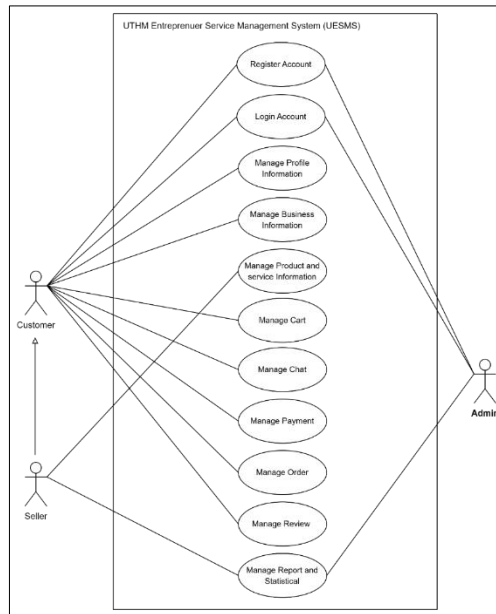 UTHM Entreprenuer Service Management System (UESMS)
Register Account
Login Account
Manage Profile
Information
Manage Business
Information
Manage Product and
service Information
Customer
Manage Cart
Manage Chat
Admin
Manage Payment
Manage Order
Seller
Manage Review
Manage Report and
Statistical